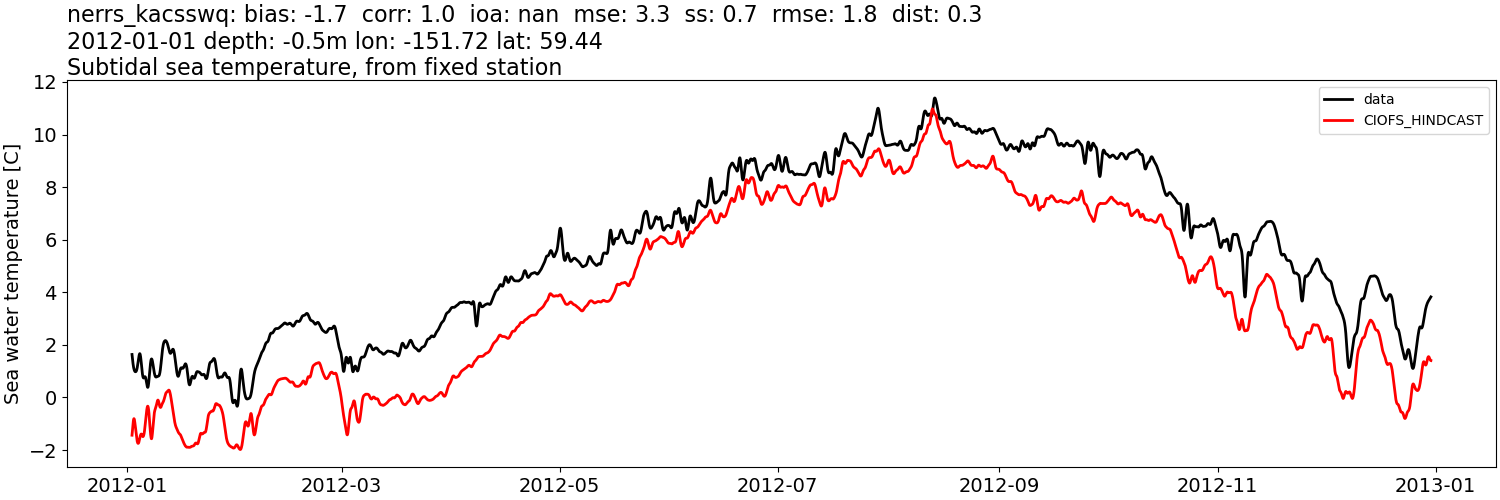 nerrs_kacsswq: bias: -1.7  corr: 1.0  ioa: nan  mse: 3.3  ss: 0.7  rmse: 1.8  dist: 0.3
2012-01-01 depth: -0.5m lon: -151.72 lat: 59.44
Subtidal sea temperature, from fixed station
Sea water temperature [C]
12
10
8
6
4
2
0
−2
data
CIOFS_HINDCAST
2012-01
2012-03
2012-05
2012-07
2012-09
2012-11
2013-01